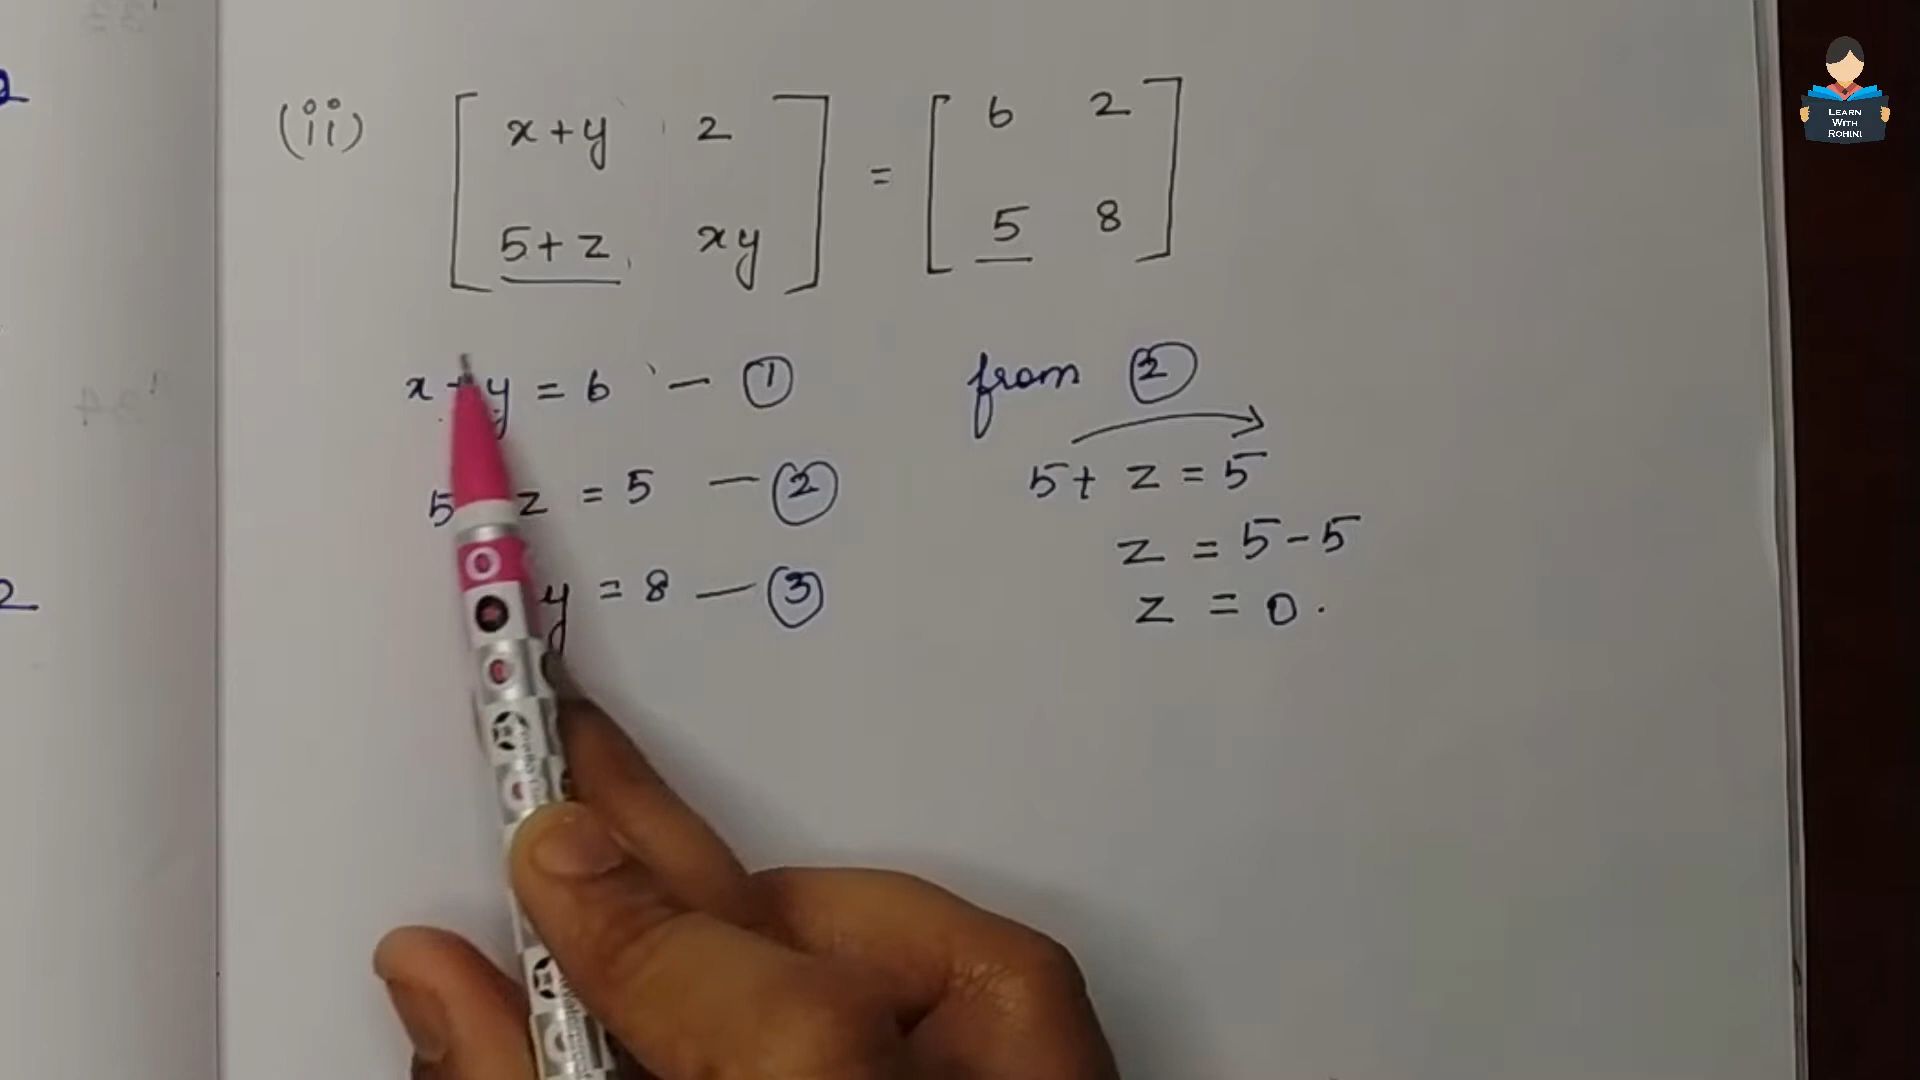 (ii) [ x+y 2 ] = [ 6 2 ]
[ 5+z xy ] [ 5 8 ]
x+y = 6 — ①
5 z = 5 — ②
y = 8 — ③
from ②
5+ z = 5
z = 5-5
z = 0.
LEARN
WITH
ROHINI